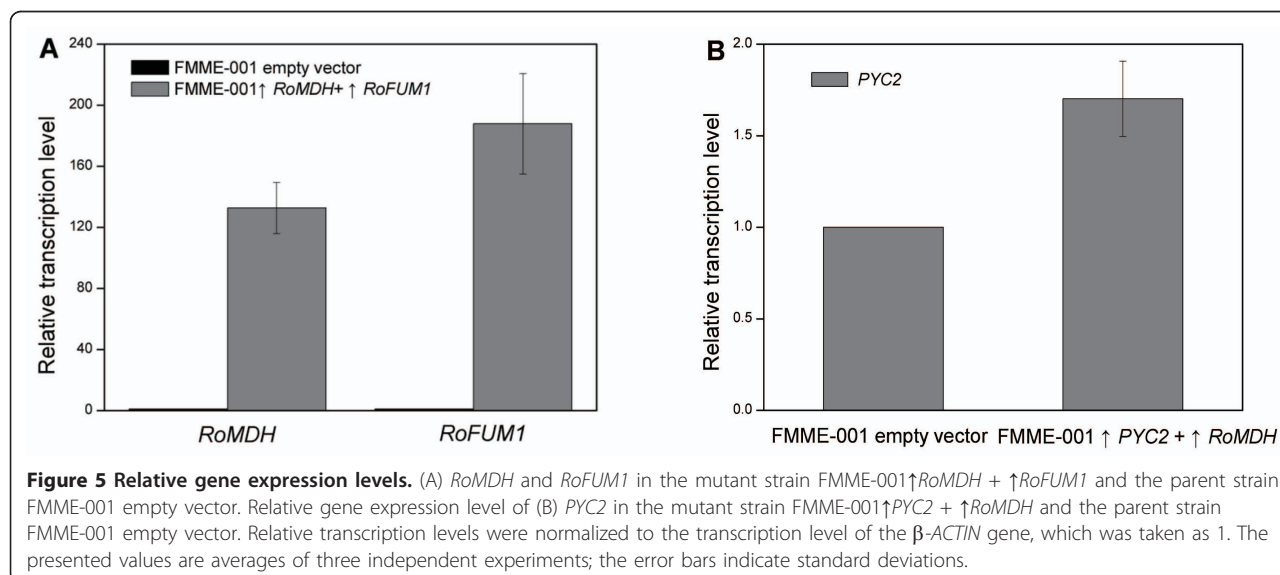 A
240
200
160
120
80
40
0
Relative transcription level
FMME-001 empty vector
FMME-001↑ RoMDH+ ↑ RoFUM1
RoMDH
RoFUM1
B
2.0
1.5
1.0
0.5
0.0
Relative transcription level
PYC2
FMME-001 empty vector
FMME-001 ↑ PYC2 + ↑ RoMDH
Figure 5 Relative gene expression levels. (A) RoMDH and RoFUM1 in the mutant strain FMME-001↑RoMDH + ↑RoFUM1 and the parent strain
FMME-001 empty vector. Relative gene expression level of (B) PYC2 in the mutant strain FMME-001↑PYC2 + ↑RoMDH and the parent strain
FMME-001 empty vector. Relative transcription levels were normalized to the transcription level of the β-ACTIN gene, which was taken as 1. The
presented values are averages of three independent experiments; the error bars indicate standard deviations.